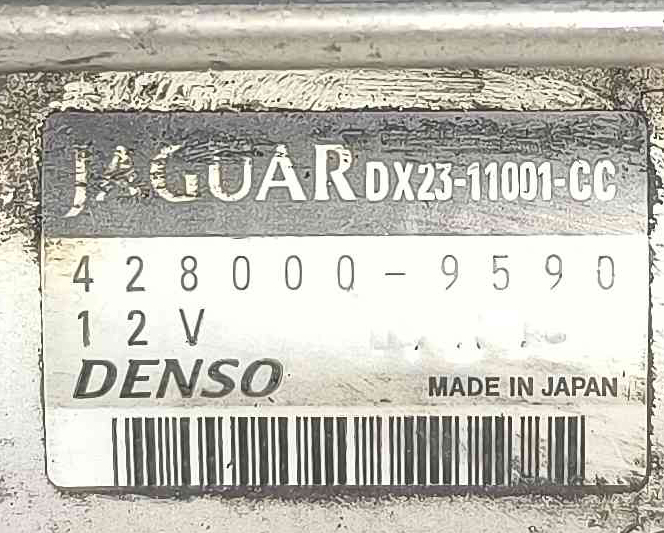 JAGUAR DX23-11001-CC
428000-9590
12V
DENSO
MADE IN JAPAN